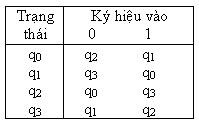 Trạng Ký hiệu vào
thái 0 1
q0 q2 q1
q1 q3 q0
q2 q0 q3
q3 q1 q2